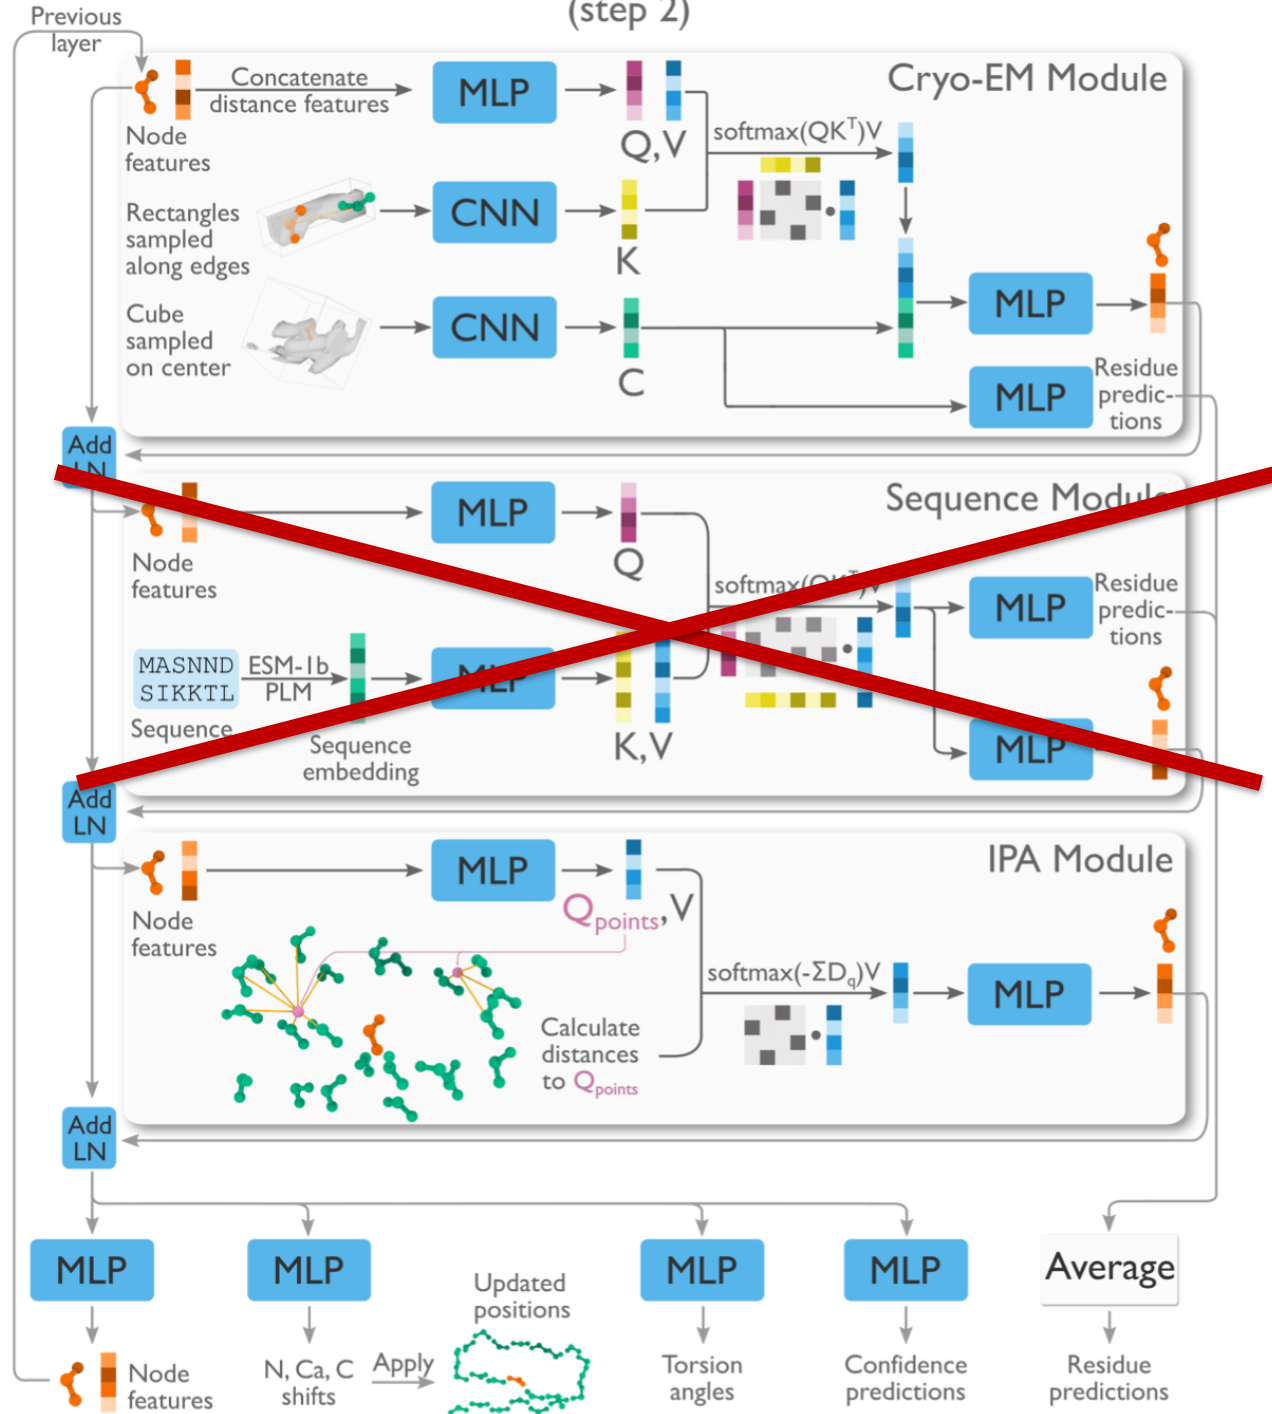 (step 2)
Previous
layer
Cryo-EM Module
Concatenate
distance features
MLP
Node
features
Q,V
softmax(QKᵀ)V
Rectangles
sampled
along edges
CNN
K
Cube
sampled
on center
CNN
C
MLP
MLP
Residue
predic-
tions
Add
LN
Sequence Module
Node
features
MLP
Q
softmax(QKᵀ)V
MLP
Residue
predic-
tions
MASNND
SIKKTL
ESM-1b
PLM
MLP
Sequence
Sequence
embedding
K,V
MLP
Add
LN
IPA Module
Node
features
MLP
Qpoints,V
softmax(-ΣDq)V
MLP
Calculate
distances
to Qpoints
Add
LN
MLP
MLP
MLP
MLP
Average
Node
features
N, Ca, C
shifts
Apply
Updated
positions
Torsion
angles
Confidence
predictions
Residue
predictions